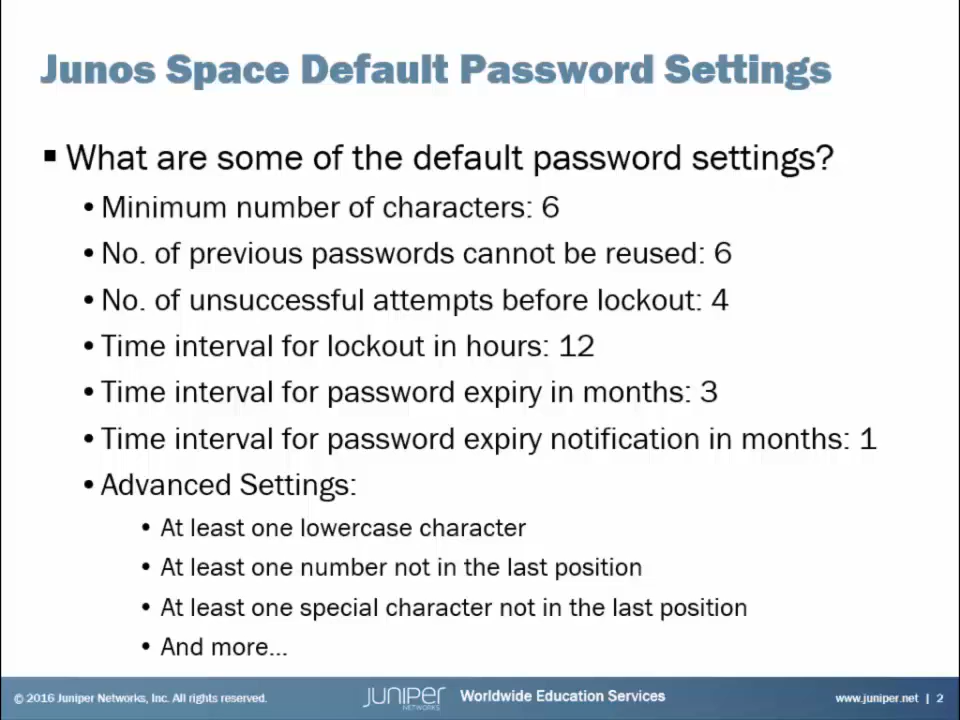 Junos Space Default Password Settings
▪ What are some of the default password settings?
• Minimum number of characters: 6
• No. of previous passwords cannot be reused: 6
• No. of unsuccessful attempts before lockout: 4
• Time interval for lockout in hours: 12
• Time interval for password expiry in months: 3
• Time interval for password expiry notification in months: 1
• Advanced Settings:
• At least one lowercase character
• At least one number not in the last position
• At least one special character not in the last position
• And more...
© 2016 Juniper Networks, Inc. All rights reserved.
JUNIPER NETWORKS
Worldwide Education Services
www.juniper.net | 2